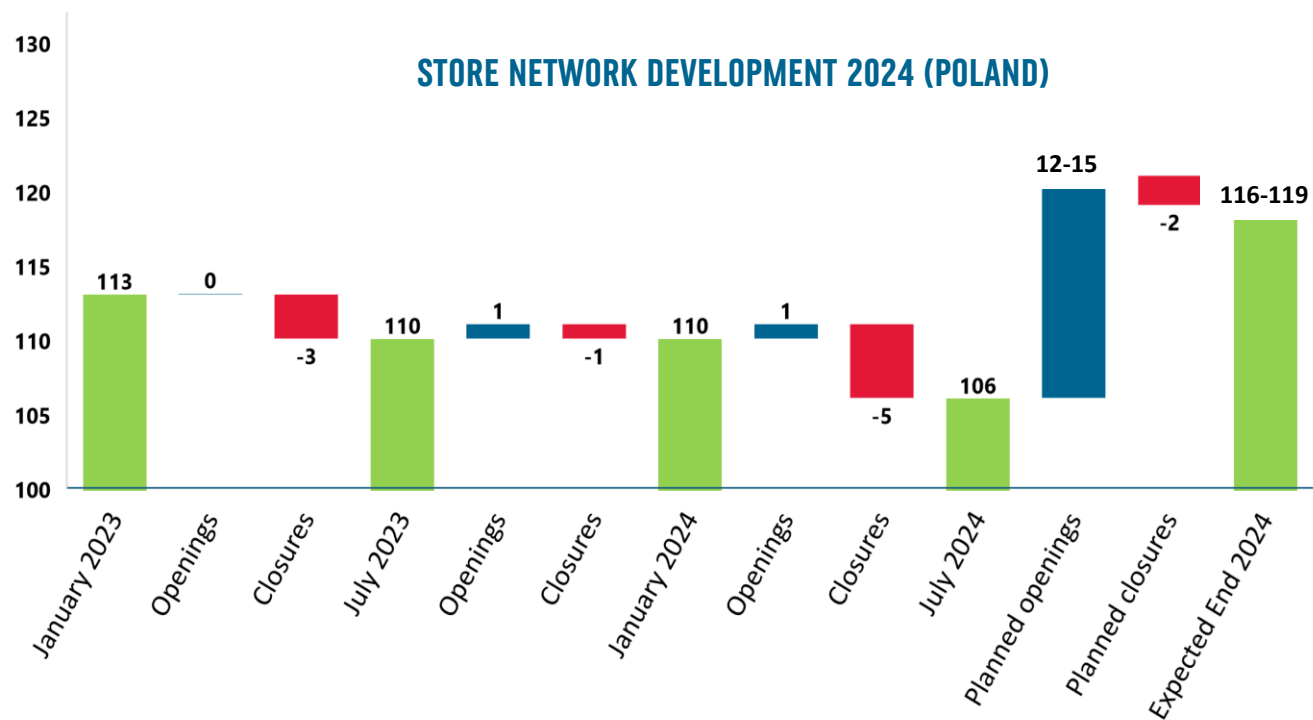 STORE NETWORK DEVELOPMENT 2024 (POLAND)
130
125
120
115
110
105
100
113
0
-3
110
1
-1
110
1
-5
106
12-15
-2
116-119
January 2023
Openings
Closures
July 2023
Openings
Closures
January 2024
Openings
Closures
July 2024
Planned openings
Planned closures
Expected End 2024